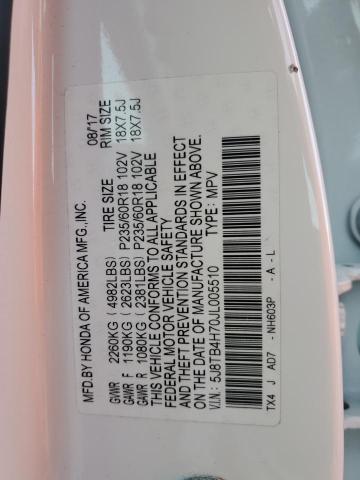 MFD.BY HONDA OF AMERICA MFG.,INC. 08/17
TIRE SIZE RIM SIZE
GVWR 2260KG ( 4982LBS)
GAWR F 1190KG ( 2623LBS) P235/60R18 102V 18X7.5J
GAWR R 1080KG ( 2381LBS) P235/60R18 102V 18X7.5J
THIS VEHICLE CONFORMS TO ALL APPLICABLE
FEDERAL MOTOR VEHICLE SAFETY
AND THEFT PREVENTION STANDARDS IN EFFECT
ON THE DATE OF MANUFACTURE SHOWN ABOVE.
V.I.N.: 5J8TB4H70JL005510 TYPE: MPV
TX4 J AD7 - NH603P - A - L